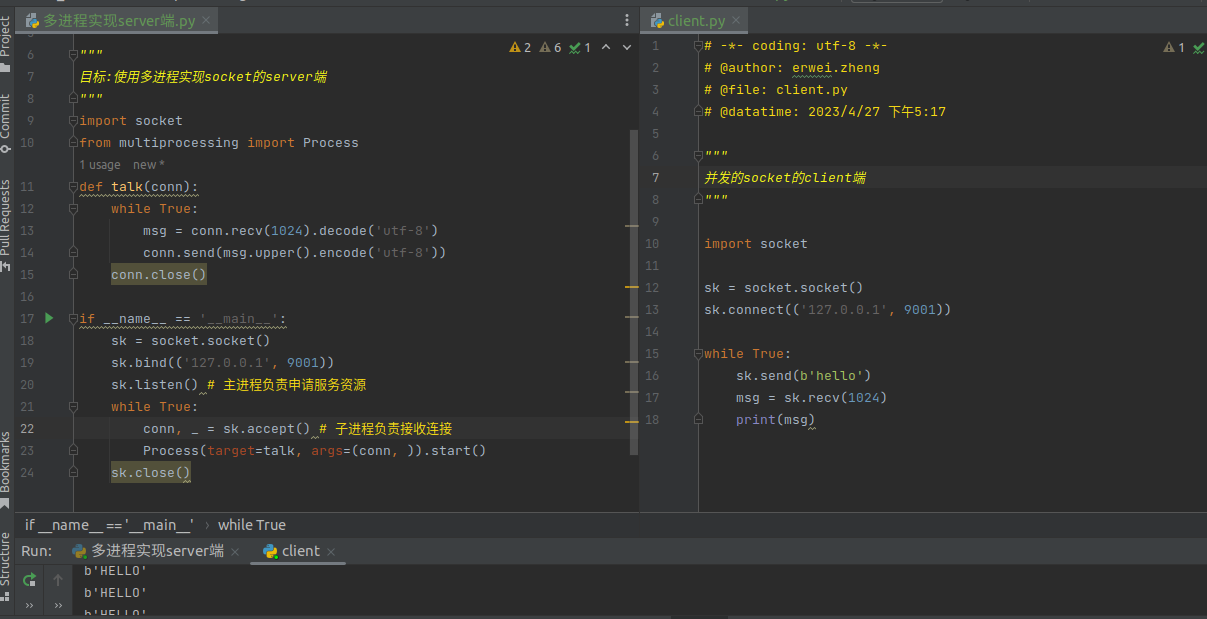 多进程实现server端.py
client.py
Project
Commit
Pull Requests
Bookmarks
Structure
2 6 1
6 """
7 目标:使用多进程实现socket的server端
8 """
9 import socket
10 from multiprocessing import Process
1 usage new *
11 def talk(conn):
12 while True:
13 msg = conn.recv(1024).decode('utf-8')
14 conn.send(msg.upper().encode('utf-8'))
15 conn.close()
16
17 if __name__ == '__main__':
18 sk = socket.socket()
19 sk.bind(('127.0.0.1', 9001))
20 sk.listen() # 主进程负责申请服务资源
21 while True:
22 conn, _ = sk.accept() # 子进程负责接收连接
23 Process(target=talk, args=(conn, )).start()
24 sk.close()
if __name__ == '__main__' › while True
1
1 # -*- coding: utf-8 -*-
2 # @author: erwei.zheng
3 # @file: client.py
4 # @datatime: 2023/4/27 下午5:17
5
6 """
7 并发的socket的client端
8 """
9
10 import socket
11
12 sk = socket.socket()
13 sk.connect(('127.0.0.1', 9001))
14
15 while True:
16 sk.send(b'hello')
17 msg = sk.recv(1024)
18 print(msg)
Run: 多进程实现server端 client
b'HELLO'
b'HELLO'
b'HELLO'